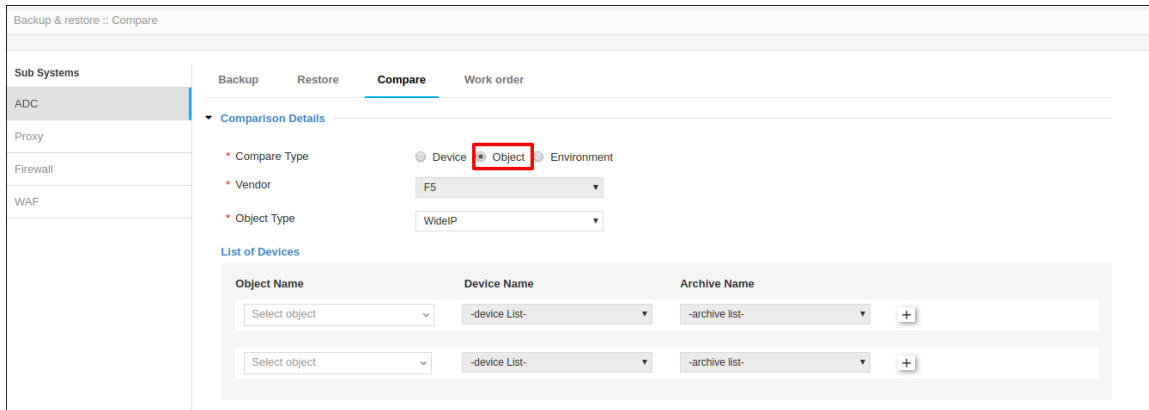 Backup & restore :: Compare
Sub Systems
ADC
Proxy
Firewall
WAF
Backup Restore Compare Work order
Comparison Details
* Compare Type Device Object Environment
* Vendor F5
* Object Type WideIP
List of Devices
Object Name Device Name Archive Name
Select object -device List- -archive list- +
Select object -device List- -archive list- +